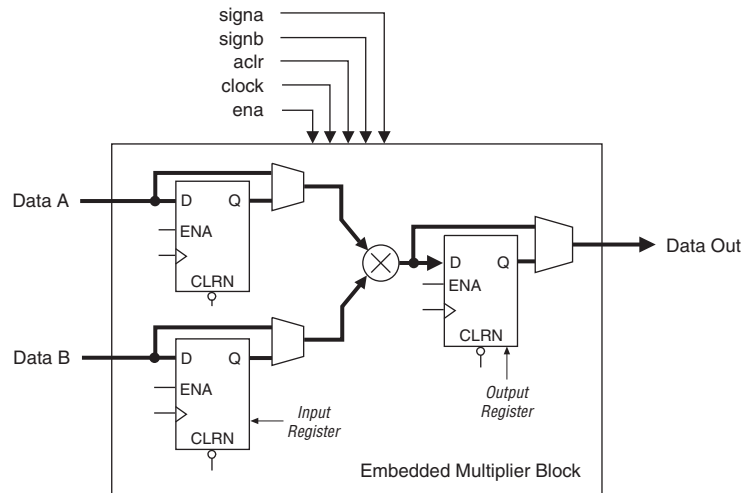 signa
signb
aclr
clock
ena
Data A
D Q
ENA
CLRN
Data Out
D Q
ENA
CLRN
Data B
D Q
ENA
CLRN
Input
Register
Output
Register
Embedded Multiplier Block